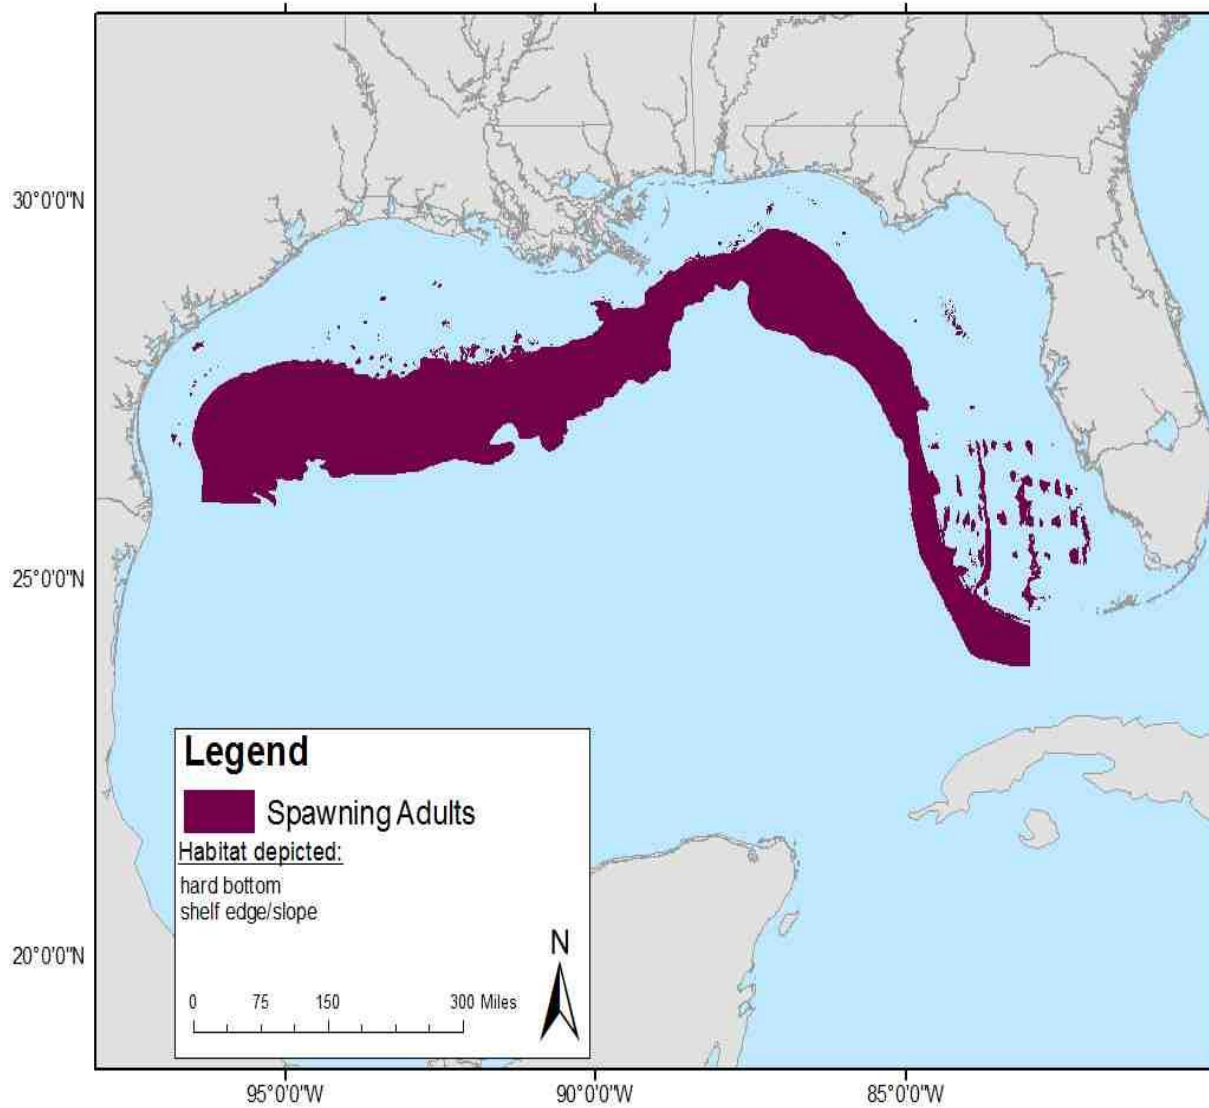 30°0'0"N
25°0'0"N
20°0'0"N
Legend
Spawning Adults
Habitat depicted:
hard bottom
shelf edge/slope
N
0 75 150 300 Miles
95°0'0"W 90°0'0"W 85°0'0"W